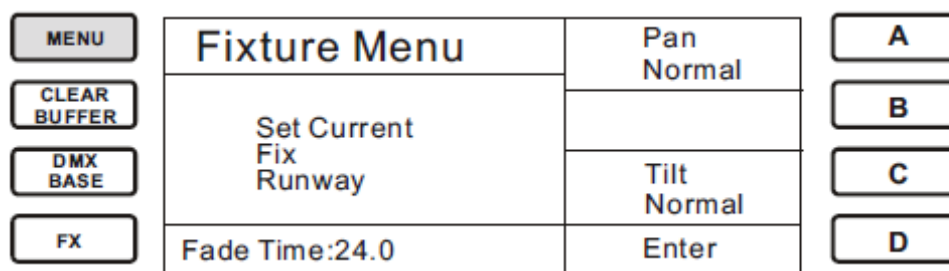 MENU
CLEAR
BUFFER
DMX
BASE
FX
Fixture Menu
Set Current
Fix
Runway
Fade Time:24.0
Pan
Normal
Tilt
Normal
Enter
A
B
C
D